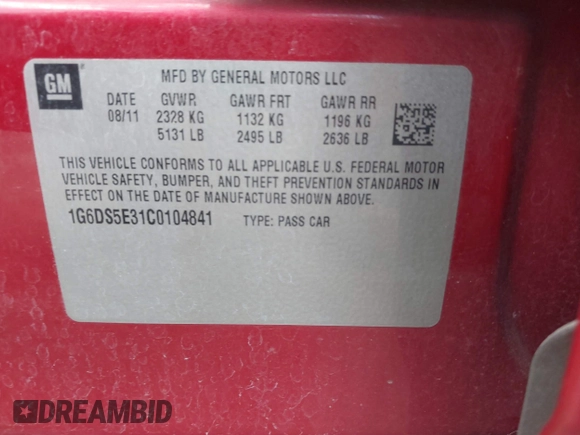 GM
MFD BY GENERAL MOTORS LLC
DATE GVWR. GAWR FRT GAWR RR
08/11 2328 KG 1132 KG 1196 KG
5131 LB 2495 LB 2636 LB
THIS VEHICLE CONFORMS TO ALL APPLICABLE U.S. FEDERAL MOTOR
VEHICLE SAFETY, BUMPER, AND THEFT PREVENTION STANDARDS IN
EFFECT ON THE DATE OF MANUFACTURE SHOWN ABOVE.
1G6DS5E31C0104841 TYPE: PASS CAR
DREAMBID